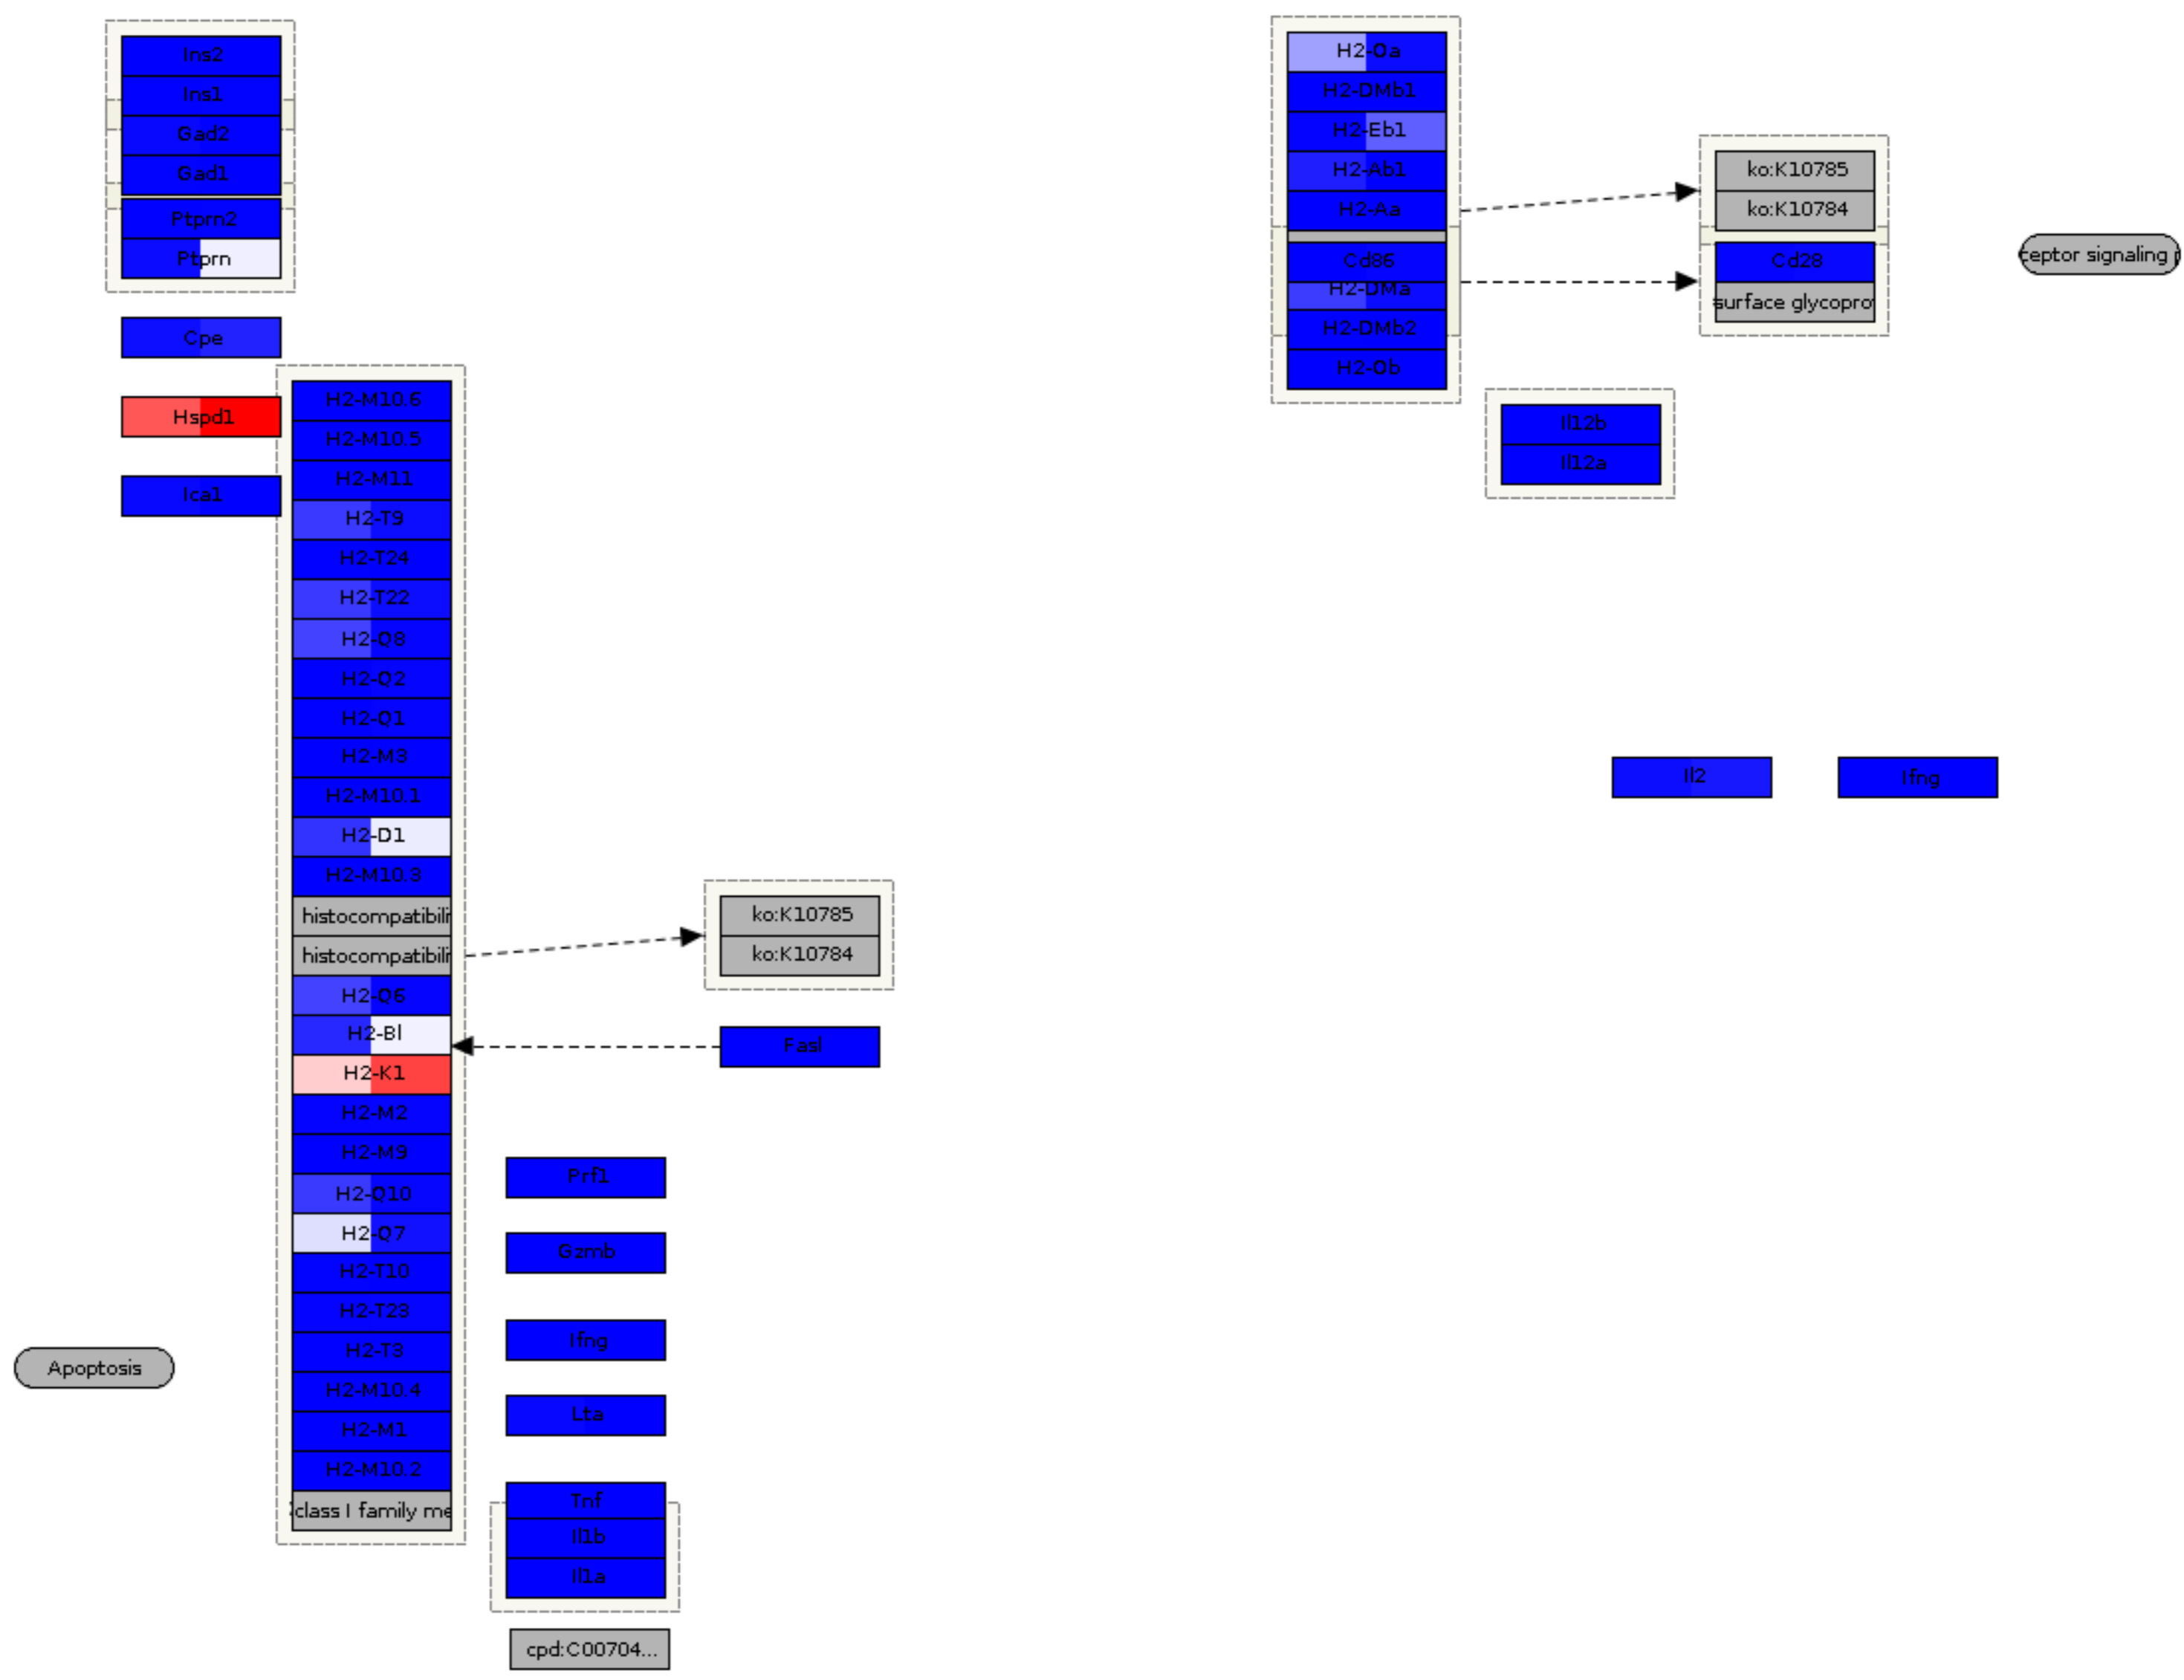 Ins2
Ins1
Gad2
Gad1
Ptprn2
Ptprn
Cpe
Hspd1
Ica1
H2-M10.6
H2-M10.5
H2-M11
H2-T9
H2-T24
H2-T22
H2-Q8
H2-Q2
H2-Q1
H2-M3
H2-M10.1
H2-D1
H2-M10.3
histocompatibili
histocompatibili
H2-Q6
H2-Bl
H2-K1
H2-M2
H2-M9
H2-Q10
H2-Q7
H2-T10
H2-T23
H2-T3
H2-M10.4
H2-M1
H2-M10.2
class I family me
Apoptosis
ko:K10785
ko:K10784
Fasl
Prf1
Gzmb
Ifng
Lta
Tnf
Il1b
Il1a
cpd:C00704...
H2-Oa
H2-DMb1
H2-Eb1
H2-Ab1
H2-Aa
Cd86
H2-DMa
H2-DMb2
H2-Ob
ko:K10785
ko:K10784
Cd28
surface glycopro
ceptor signaling p
Il12b
Il12a
Il2
Ifng